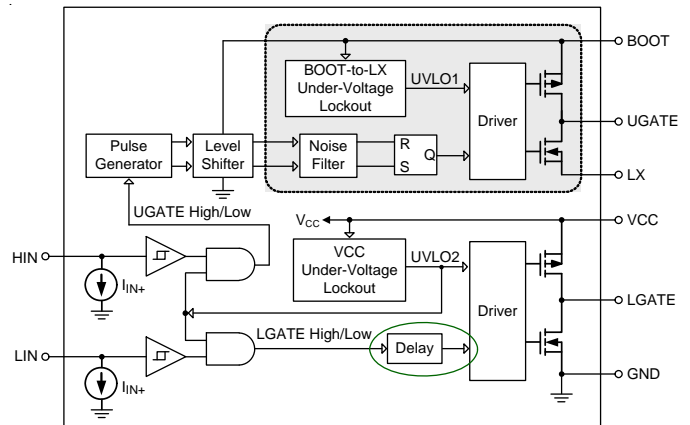 BOOT
BOOT-to-LX
Under-Voltage
Lockout
UVLO1
Driver
UGATE
Pulse
Generator
Level
Shifter
Noise
Filter
R
S
Q
LX
UGATE High/Low
VCC
VCC
HIN
VCC
Under-Voltage
Lockout
UVLO2
IIN+
Driver
LGATE
LGATE High/Low
Delay
LIN
IIN+
GND